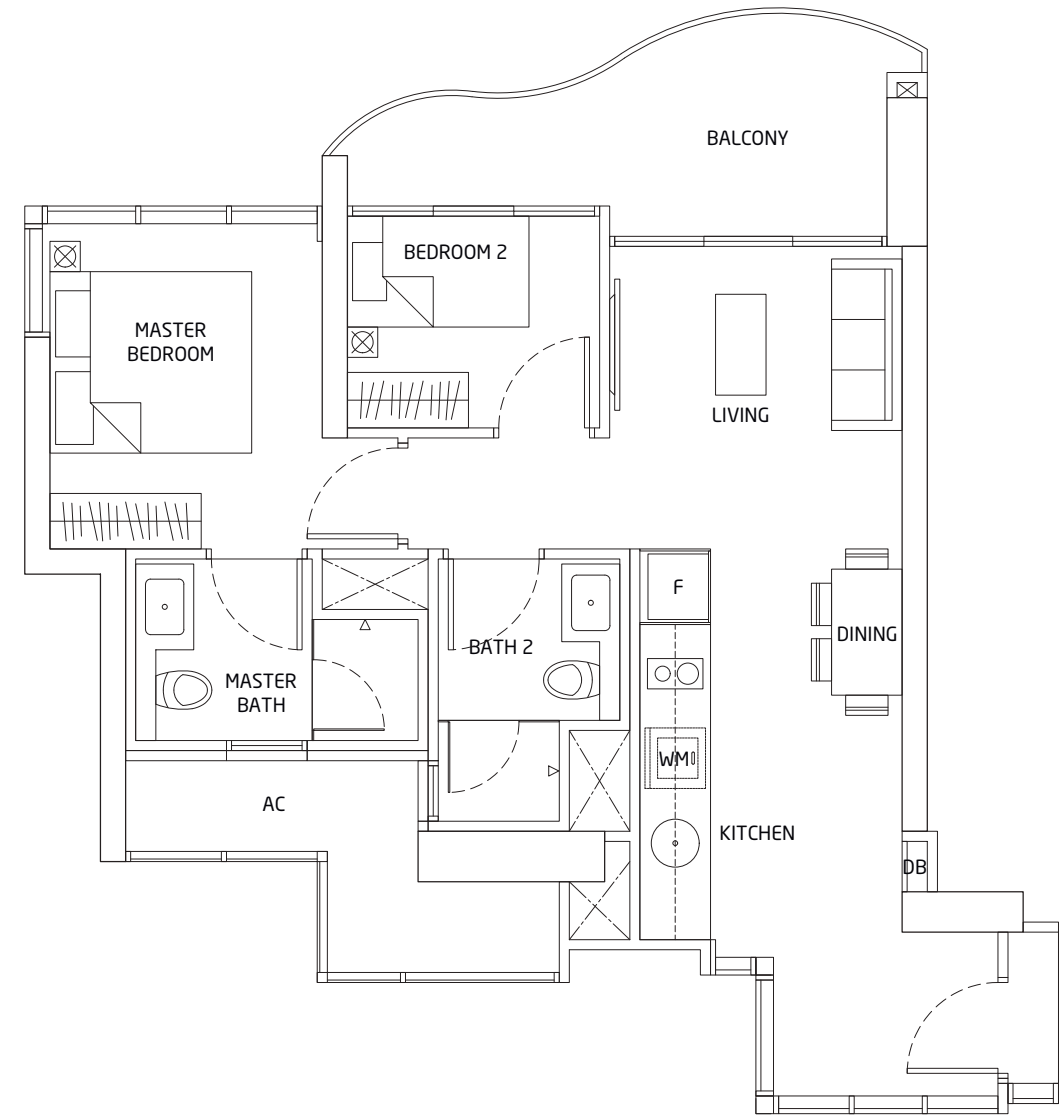 BALCONY
BEDROOM 2
MASTER
BEDROOM
LIVING
F
DINING
BATH 2
MASTER
BATH
WM
AC
KITCHEN
DB